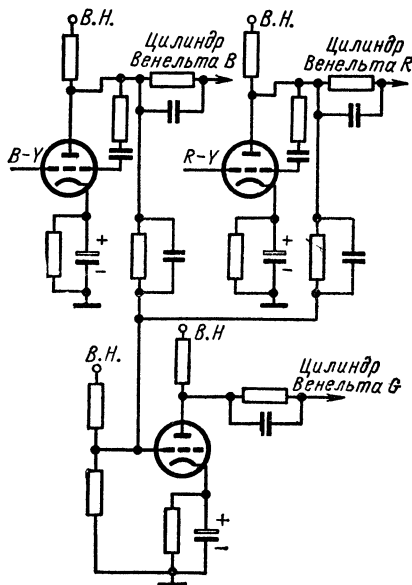 В.Н.
Цилиндр
Венельта B
В.Н.
Цилиндр
Венельта R
B-Y
R-Y
+
−
+
−
В.Н.
В.Н
Цилиндр
Венельта G
+
−